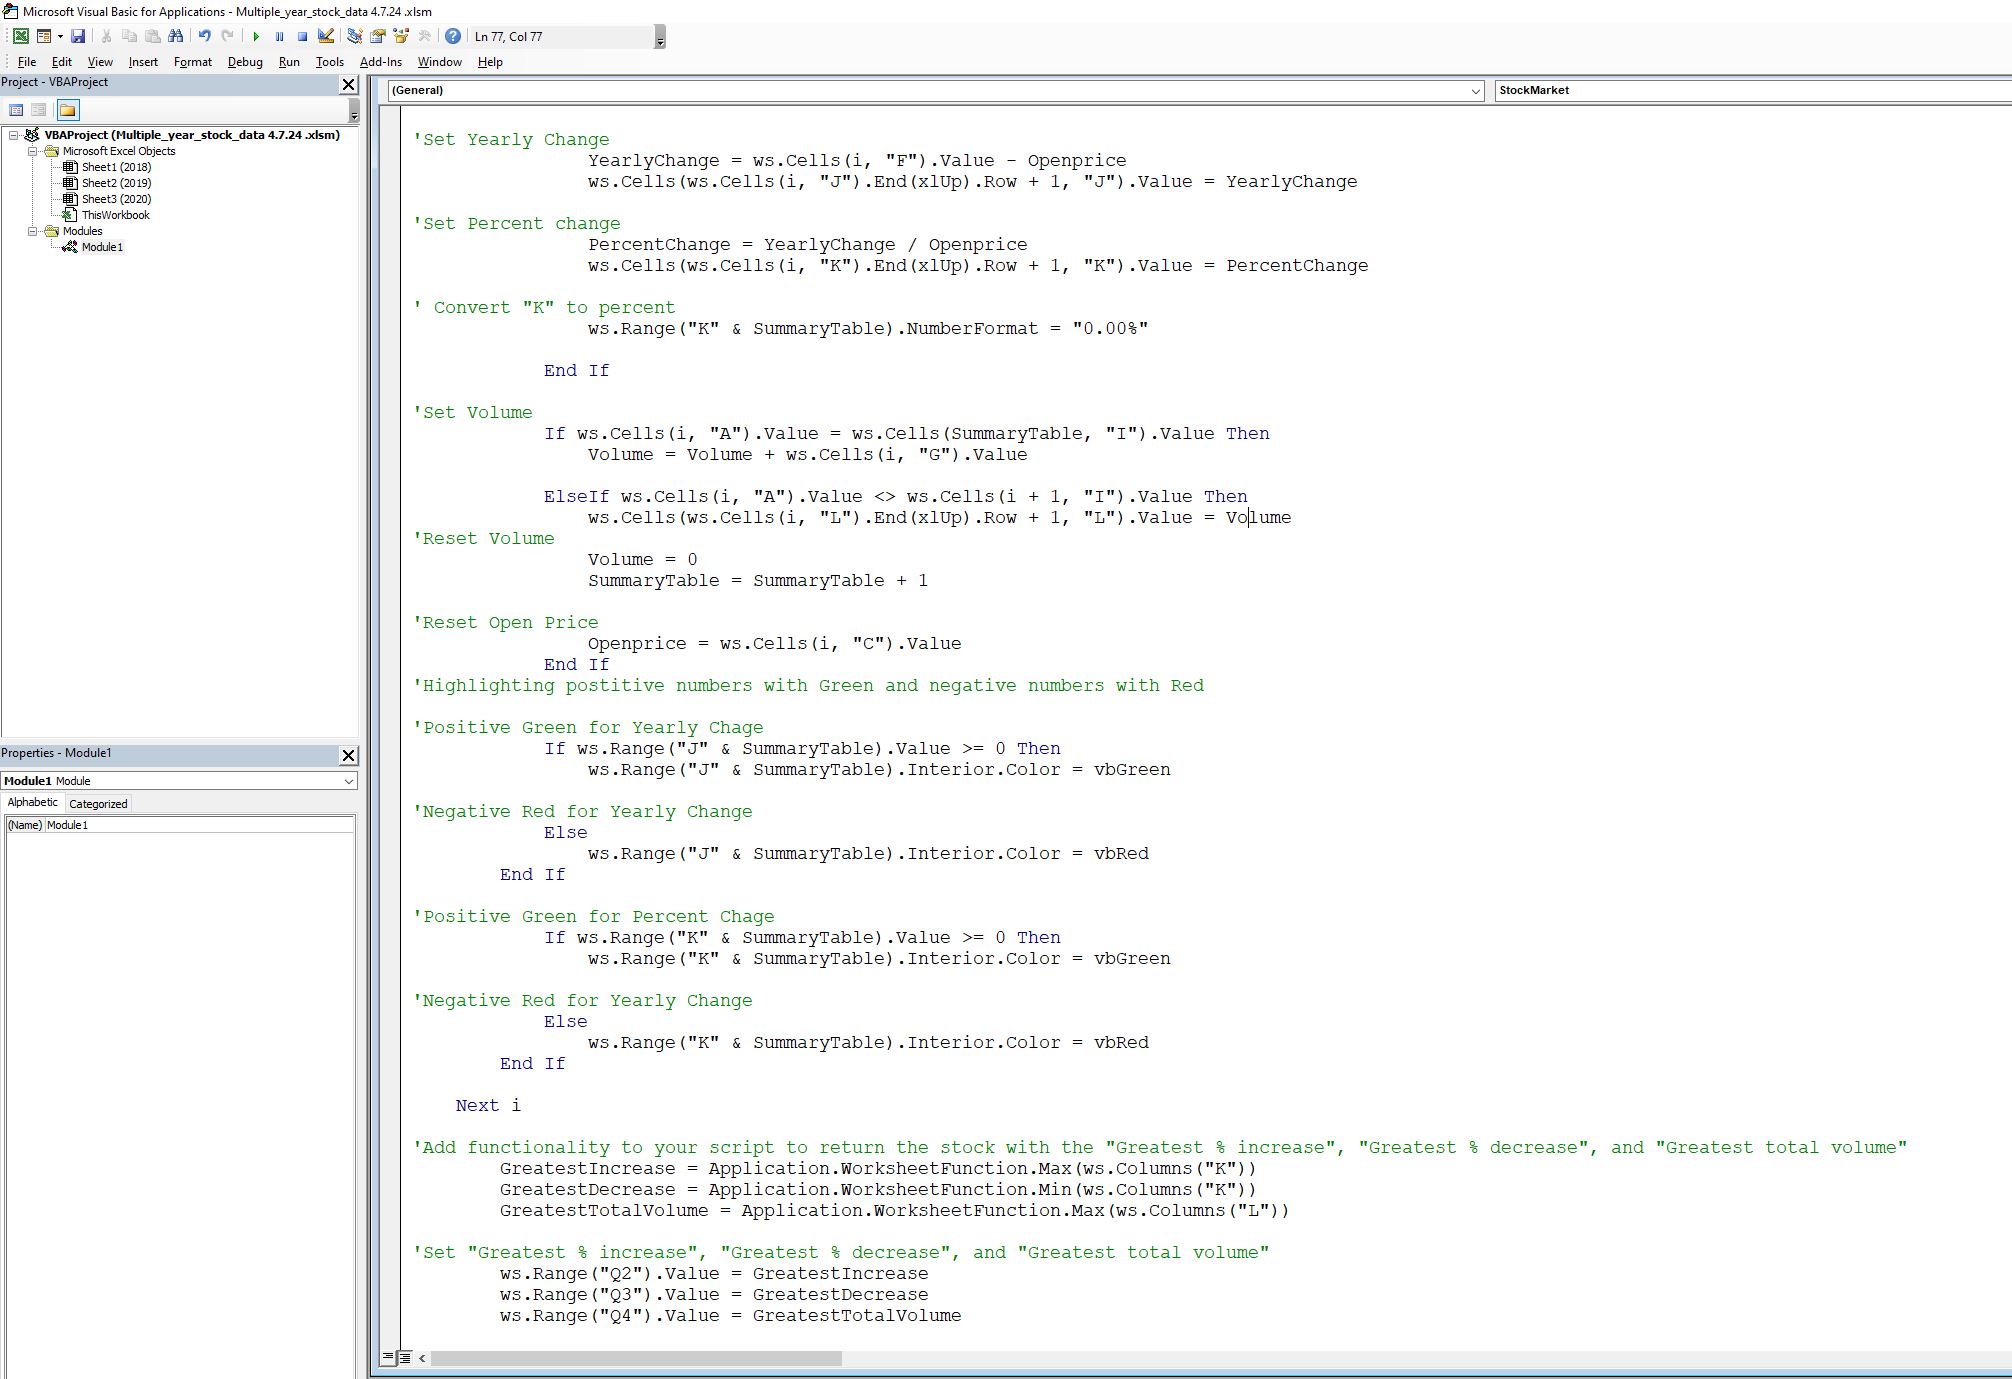 Microsoft Visual Basic for Applications - Multiple_year_stock_data 4.7.24 .xlsm
Ln 77, Col 77
File Edit View Insert Format Debug Run Tools Add-Ins Window Help
Project - VBAProject
VBAProject (Multiple_year_stock_data 4.7.24 .xlsm)
Microsoft Excel Objects
Sheet1 (2018)
Sheet2 (2019)
Sheet3 (2020)
ThisWorkbook
Modules
Module1
Properties - Module1
Module1 Module
Alphabetic Categorized
(Name) Module1
(General)
StockMarket
'Set Yearly Change
YearlyChange = ws.Cells(i, "F").Value - Openprice
ws.Cells(ws.Cells(i, "J").End(xlUp).Row + 1, "J").Value = YearlyChange
'Set Percent change
PercentChange = YearlyChange / Openprice
ws.Cells(ws.Cells(i, "K").End(xlUp).Row + 1, "K").Value = PercentChange
' Convert "K" to percent
ws.Range("K" & SummaryTable).NumberFormat = "0.00%"
End If
'Set Volume
If ws.Cells(i, "A").Value = ws.Cells(SummaryTable, "I").Value Then
Volume = Volume + ws.Cells(i, "G").Value
ElseIf ws.Cells(i, "A").Value <> ws.Cells(i + 1, "I").Value Then
ws.Cells(ws.Cells(i, "L").End(xlUp).Row + 1, "L").Value = Volume
'Reset Volume
Volume = 0
SummaryTable = SummaryTable + 1
'Reset Open Price
Openprice = ws.Cells(i, "C").Value
End If
'Highlighting postitive numbers with Green and negative numbers with Red
'Positive Green for Yearly Chage
If ws.Range("J" & SummaryTable).Value >= 0 Then
ws.Range("J" & SummaryTable).Interior.Color = vbGreen
'Negative Red for Yearly Change
Else
ws.Range("J" & SummaryTable).Interior.Color = vbRed
End If
'Positive Green for Percent Chage
If ws.Range("K" & SummaryTable).Value >= 0 Then
ws.Range("K" & SummaryTable).Interior.Color = vbGreen
'Negative Red for Yearly Change
Else
ws.Range("K" & SummaryTable).Interior.Color = vbRed
End If
Next i
'Add functionality to your script to return the stock with the "Greatest % increase", "Greatest % decrease", and "Greatest total volume"
GreatestIncrease = Application.WorksheetFunction.Max(ws.Columns("K"))
GreatestDecrease = Application.WorksheetFunction.Min(ws.Columns("K"))
GreatestTotalVolume = Application.WorksheetFunction.Max(ws.Columns("L"))
'Set "Greatest % increase", "Greatest % decrease", and "Greatest total volume"
ws.Range("Q2").Value = GreatestIncrease
ws.Range("Q3").Value = GreatestDecrease
ws.Range("Q4").Value = GreatestTotalVolume